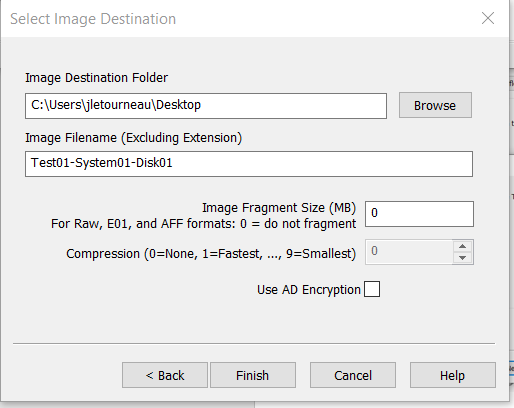 Select Image Destination
Image Destination Folder
C:\Users\jletourneau\Desktop
Browse
Image Filename (Excluding Extension)
Test01-System01-Disk01
Image Fragment Size (MB)
For Raw, E01, and AFF formats: 0 = do not fragment
0
Compression (0=None, 1=Fastest, ..., 9=Smallest)
0
Use AD Encryption
< Back
Finish
Cancel
Help